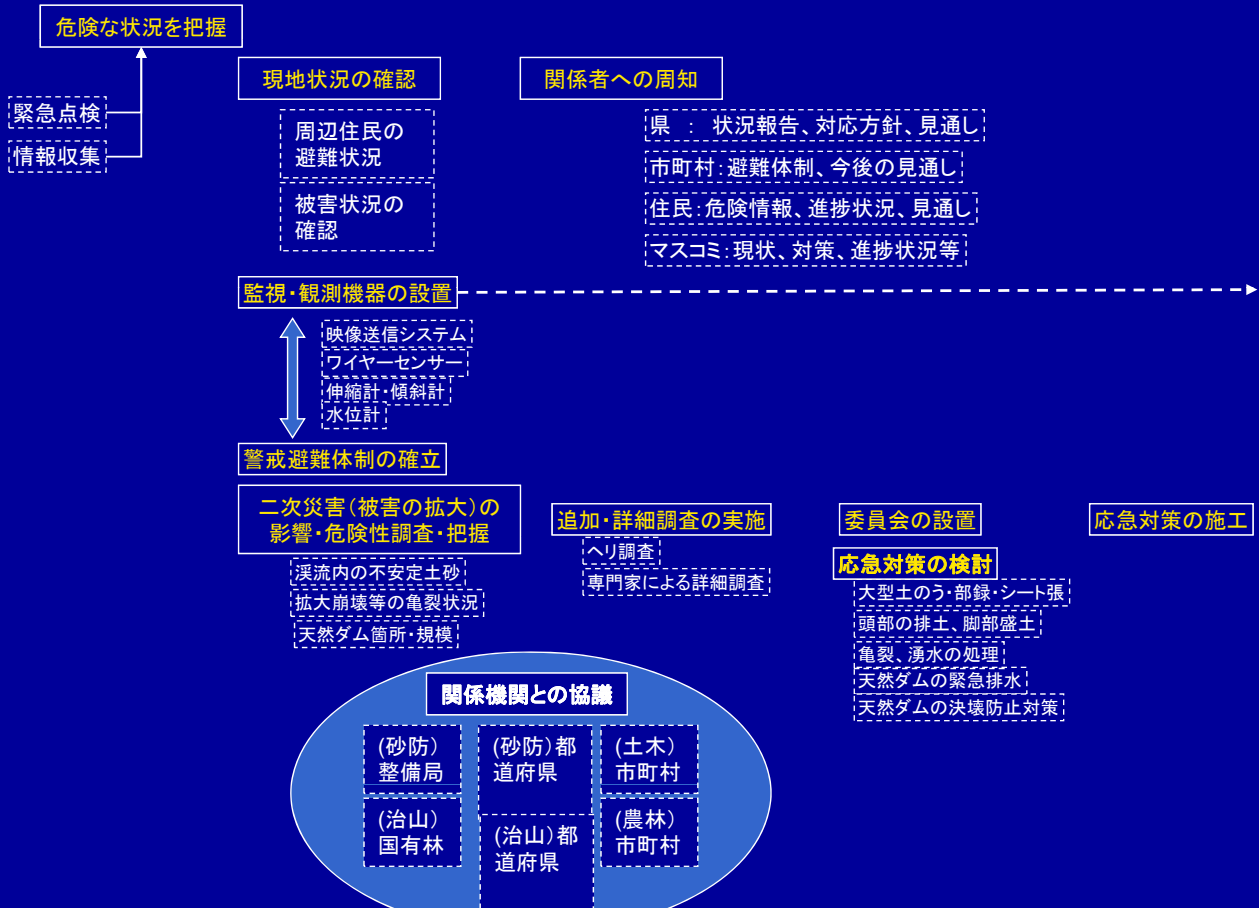 危険な状況を把握
緊急点検
情報収集
現地状況の確認
周辺住民の
避難状況
被害状況の
確認
関係者への周知
県 : 状況報告、対応方針、見通し
市町村:避難体制、今後の見通し
住民:危険情報、進捗状況、見通し
マスコミ:現状、対策、進捗状況等
監視・観測機器の設置
映像送信システム
ワイヤーセンサー
伸縮計・傾斜計
水位計
警戒避難体制の確立
二次災害(被害の拡大)の
影響・危険性調査・把握
渓流内の不安定土砂
拡大崩壊等の亀裂状況
天然ダム箇所・規模
追加・詳細調査の実施
ヘリ調査
専門家による詳細調査
委員会の設置
応急対策の検討
大型土のう・部録・シート張
頭部の排土、脚部盛土
亀裂、湧水の処理
天然ダムの緊急排水
天然ダムの決壊防止対策
応急対策の施工
関係機関との協議
(砂防)
整備局
(砂防)都
道府県
(土木)
市町村
(治山)
国有林
(治山)都
道府県
(農林)
市町村